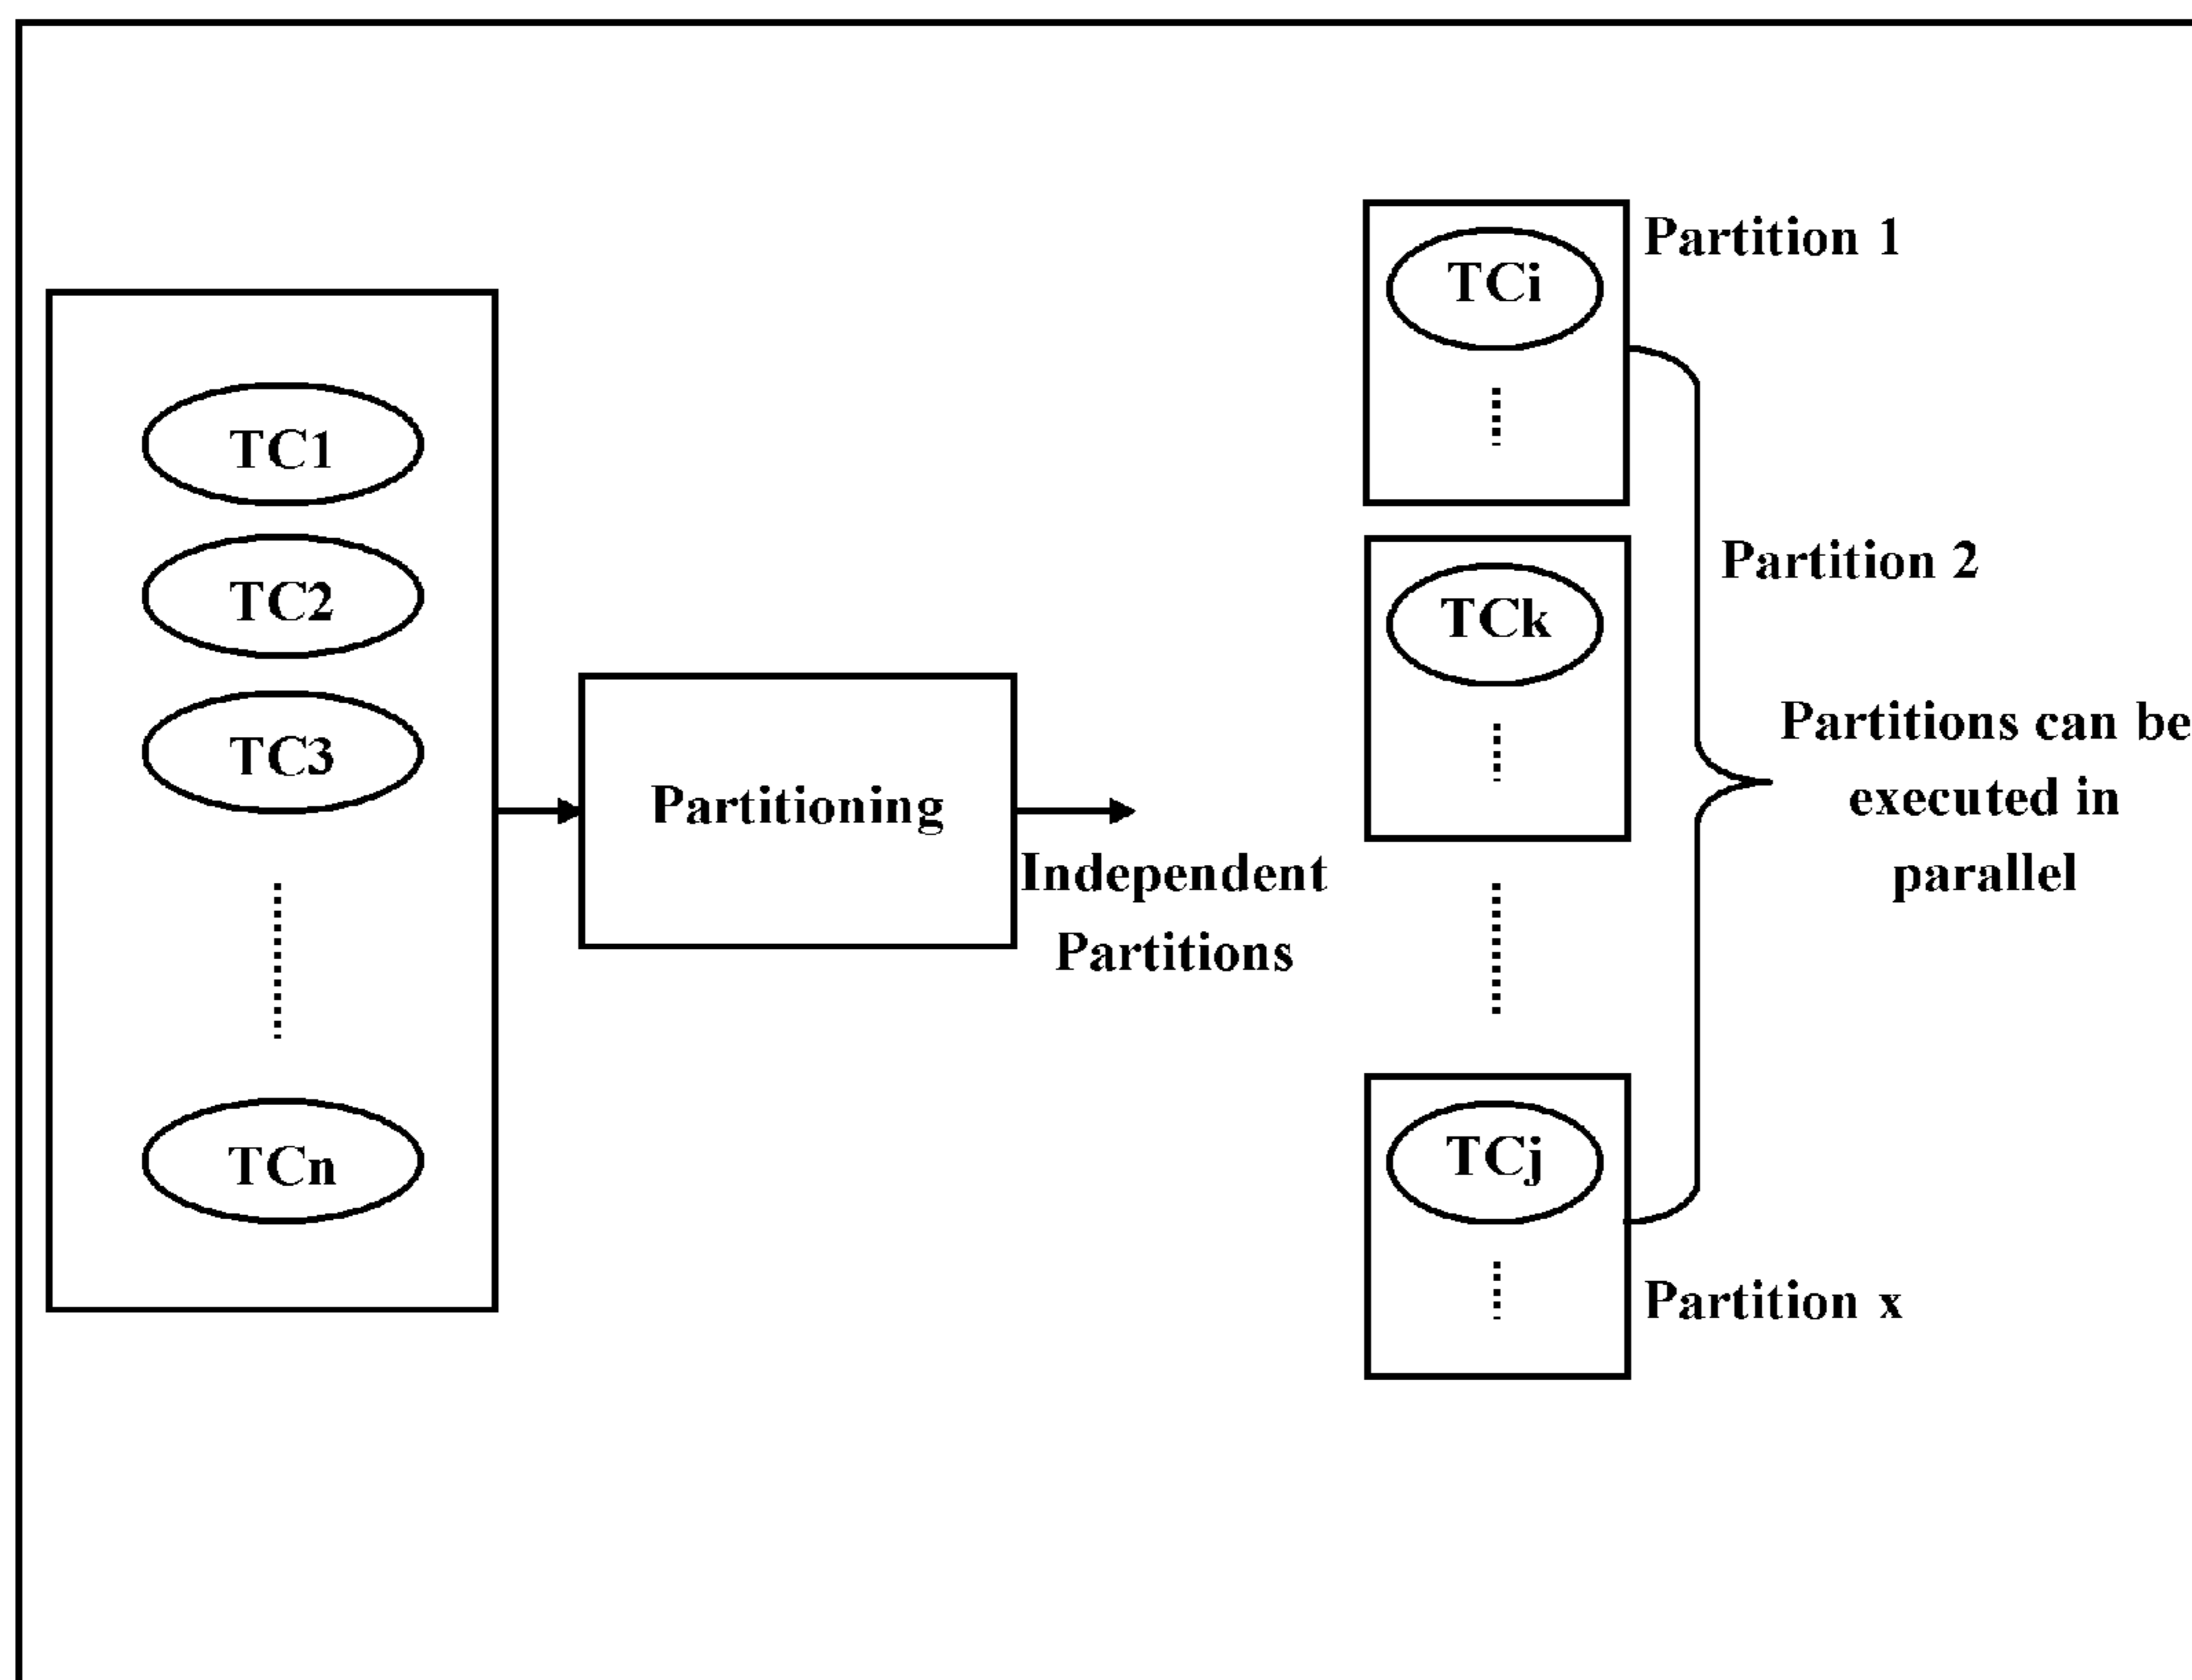 TC1
TC2
TC3
TCn
Partitioning
Independent
Partitions
TCi
Partition 1
TCk
Partition 2
TCj
Partition x
Partitions can be
executed in
parallel